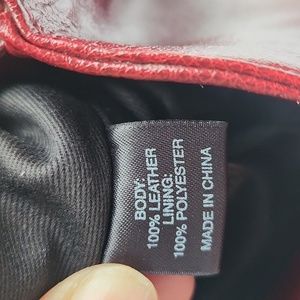 BODY:
100% LEATHER
LINING:
100% POLYESTER
MADE IN CHINA